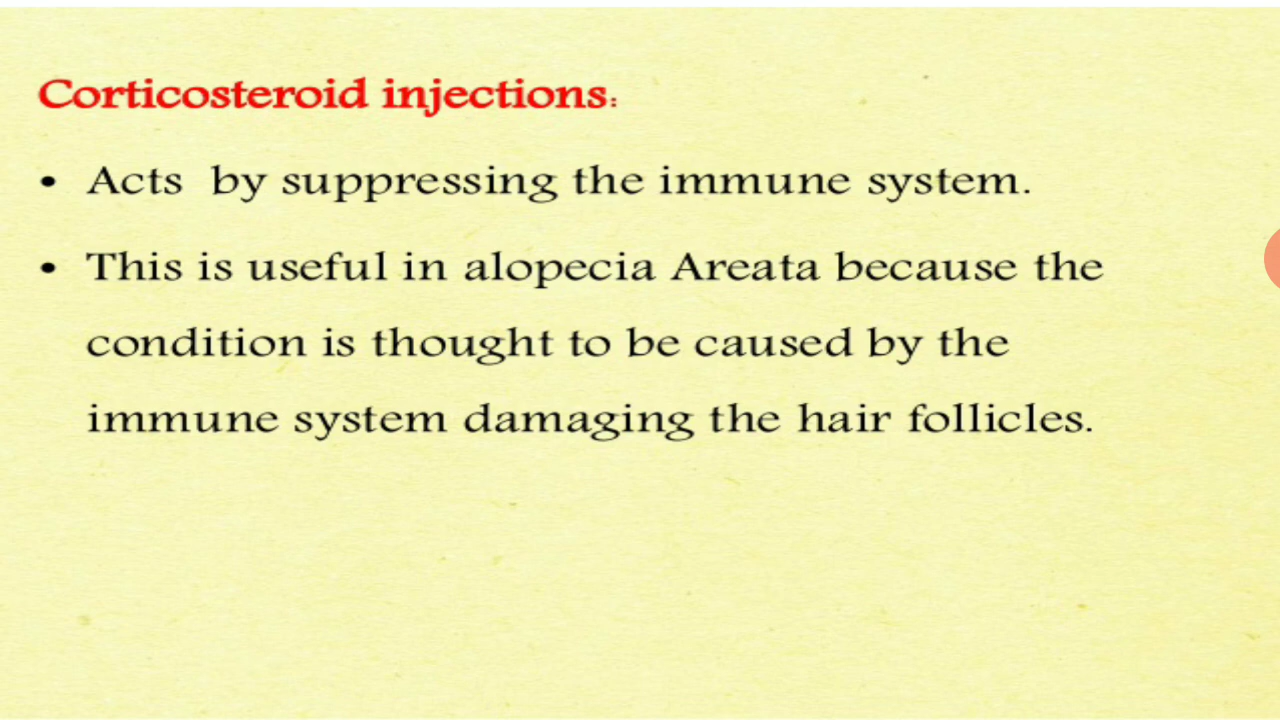 Corticosteroid injections:
• Acts by suppressing the immune system.
• This is useful in alopecia Areata because the
condition is thought to be caused by the
immune system damaging the hair follicles.